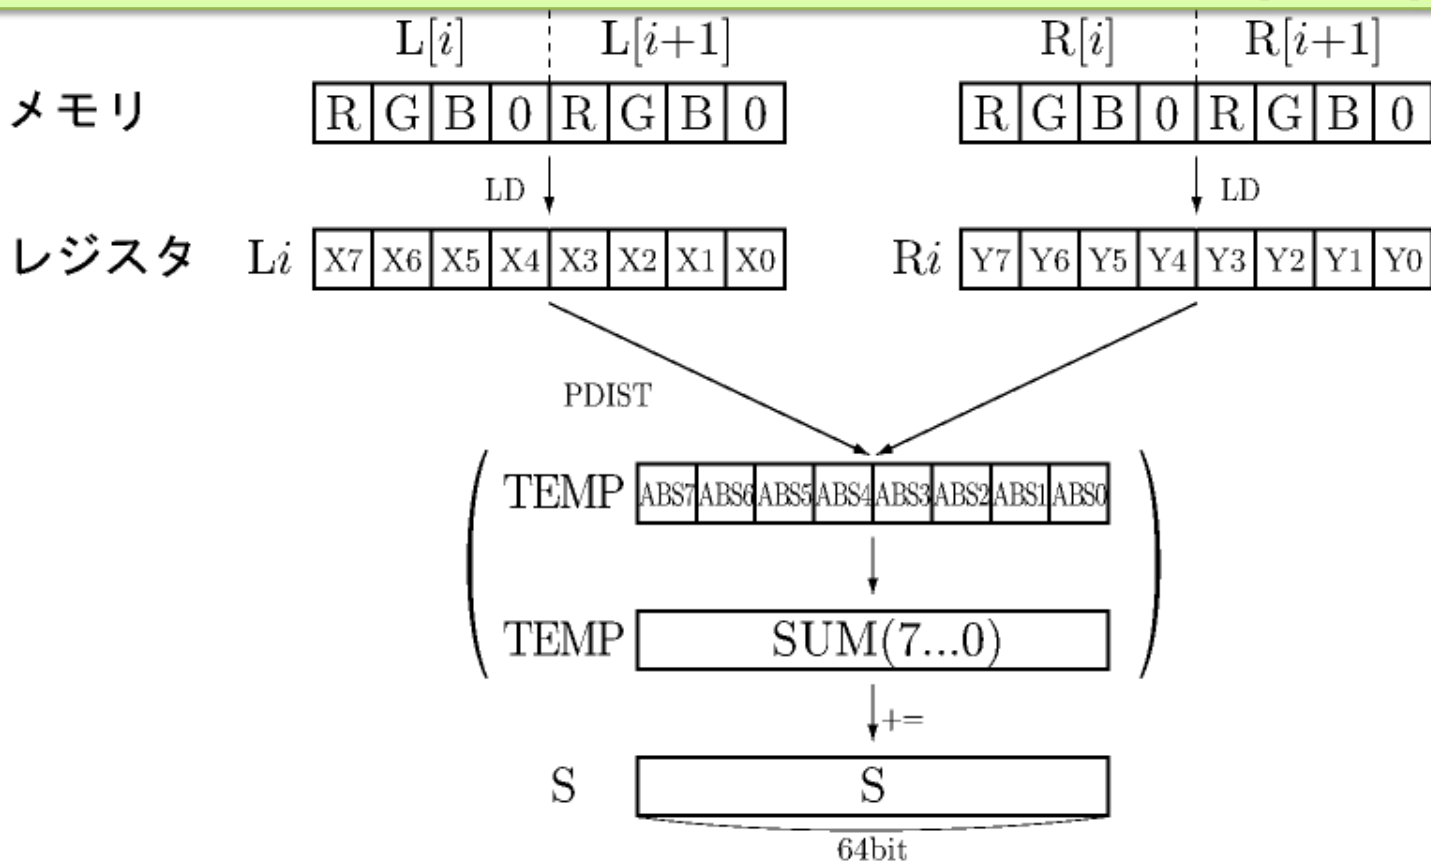 L[i] L[i+1] R[i] R[i+1]
メモリ R G B 0 R G B 0 R G B 0 R G B 0
LD LD
レジスタ Li X7 X6 X5 X4 X3 X2 X1 X0 Ri Y7 Y6 Y5 Y4 Y3 Y2 Y1 Y0
PDIST
TEMP ABS7 ABS6 ABS5 ABS4 ABS3 ABS2 ABS1 ABS0
TEMP SUM(7...0)
+=
S S
64bit